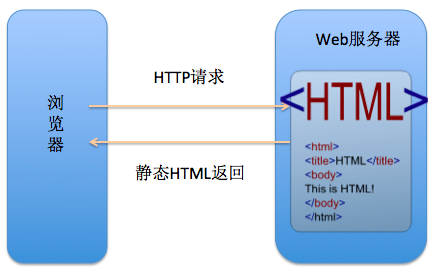 浏
览
器
HTTP请求
静态HTML返回
Web服务器
<HTML>
<html>
<title>HTML</title>
<body>
This is HTML!
</body>
</html>